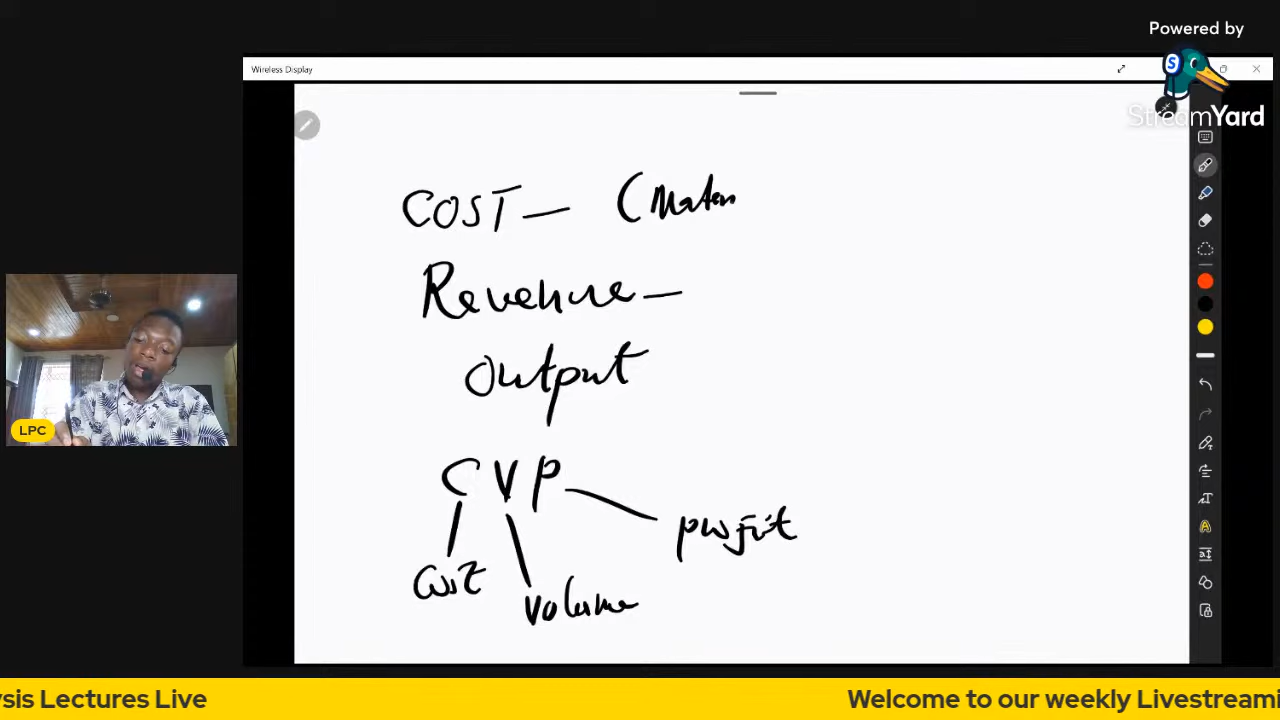 Powered by
StreamYard
Wireless Display
COST — (Mater
Revenue —
Output
CVP
profit
Cost
Volume
LPC
ysis Lectures Live
Welcome to our weekly Livestreami